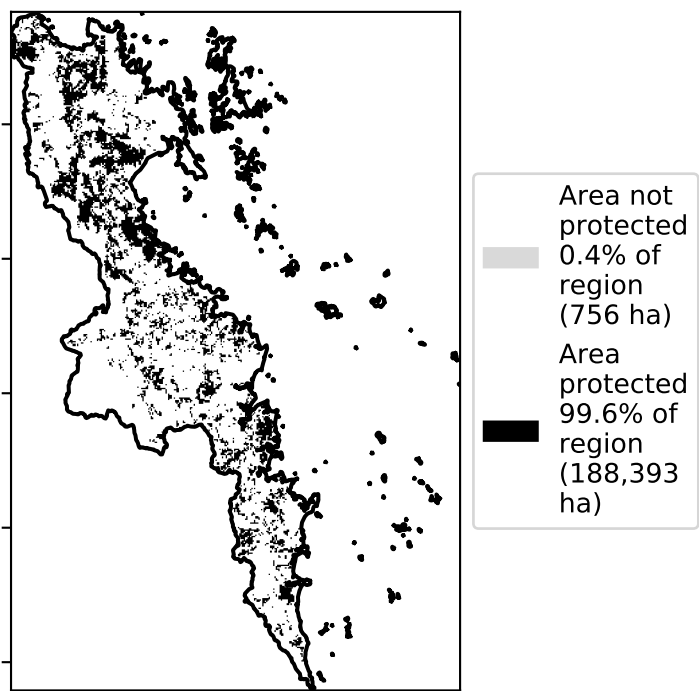 Area not
protected
0.4% of
region
(756 ha)
Area
protected
99.6% of
region
(188,393
ha)